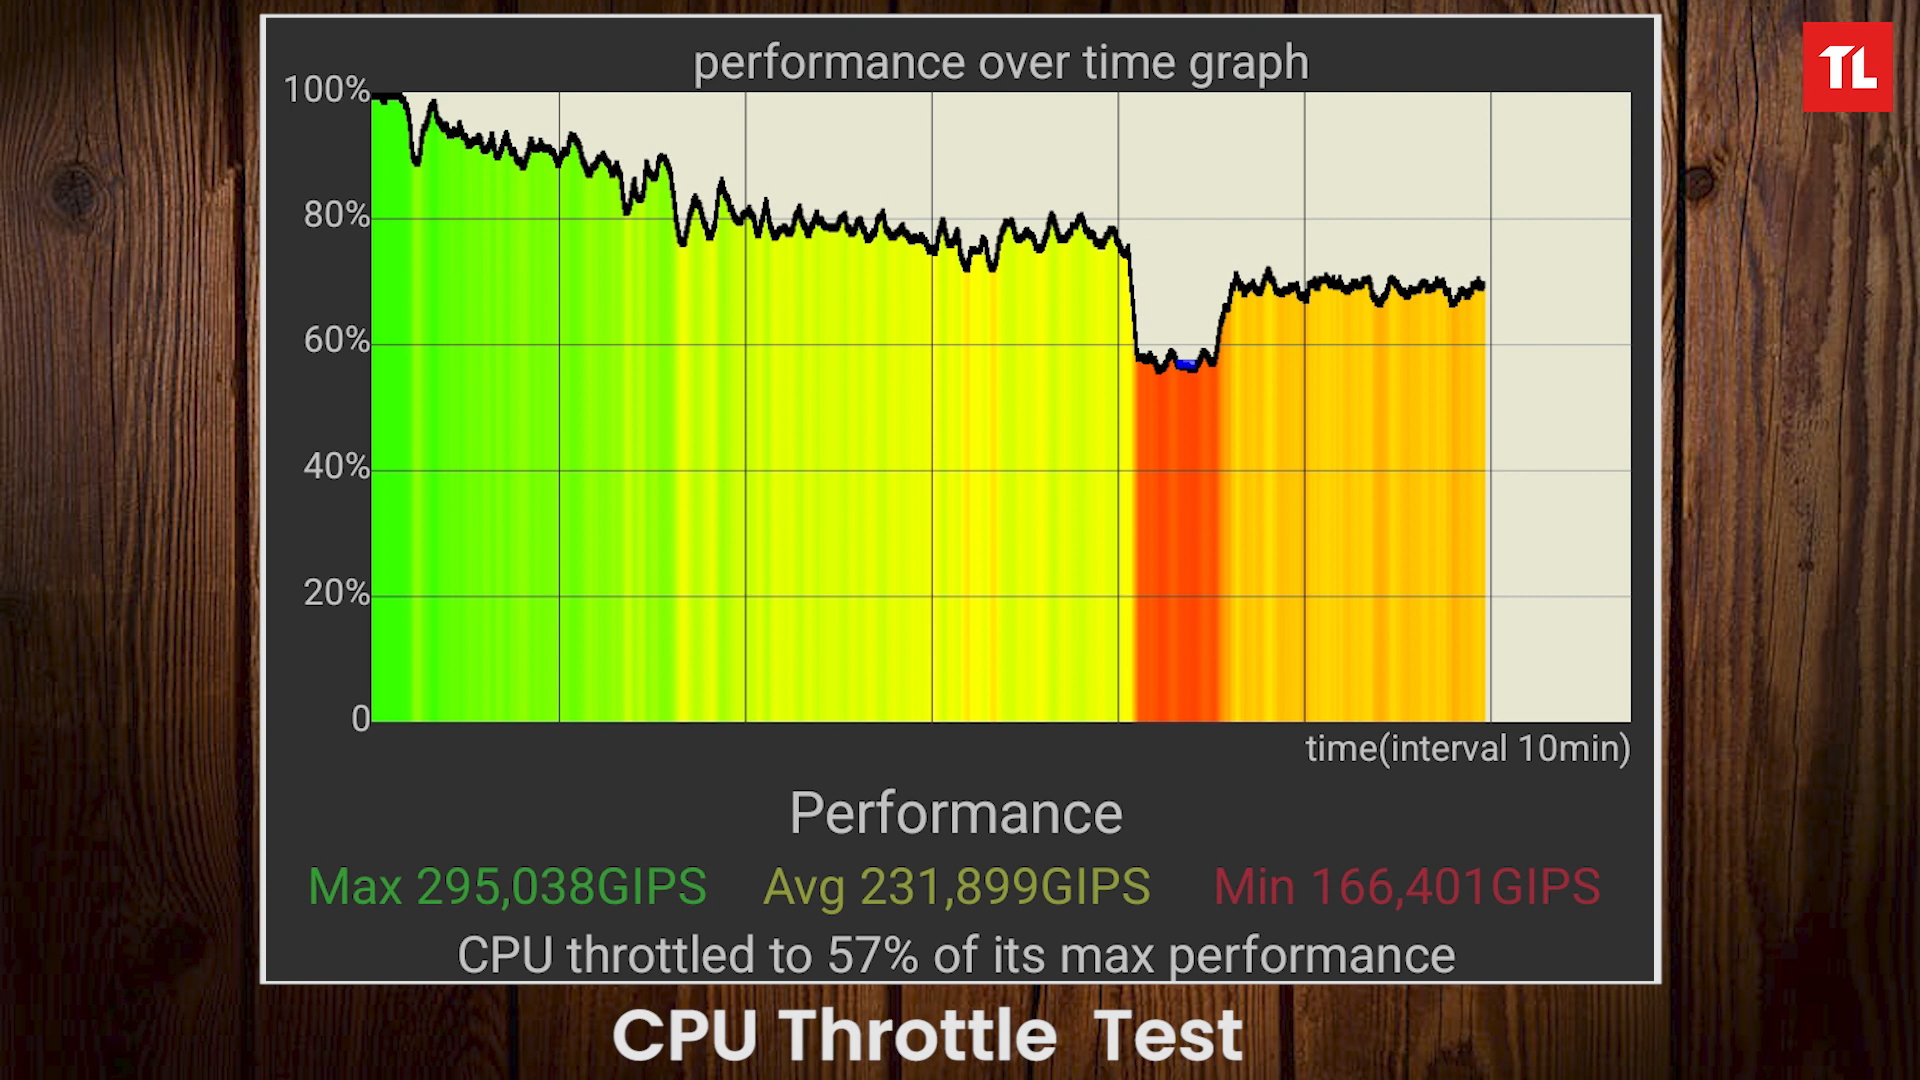 performance over time graph
TL
100%
80%
60%
40%
20%
0
time(interval 10min)
Performance
Max 295,038GIPS Avg 231,899GIPS Min 166,401GIPS
CPU throttled to 57% of its max performance
CPU Throttle Test